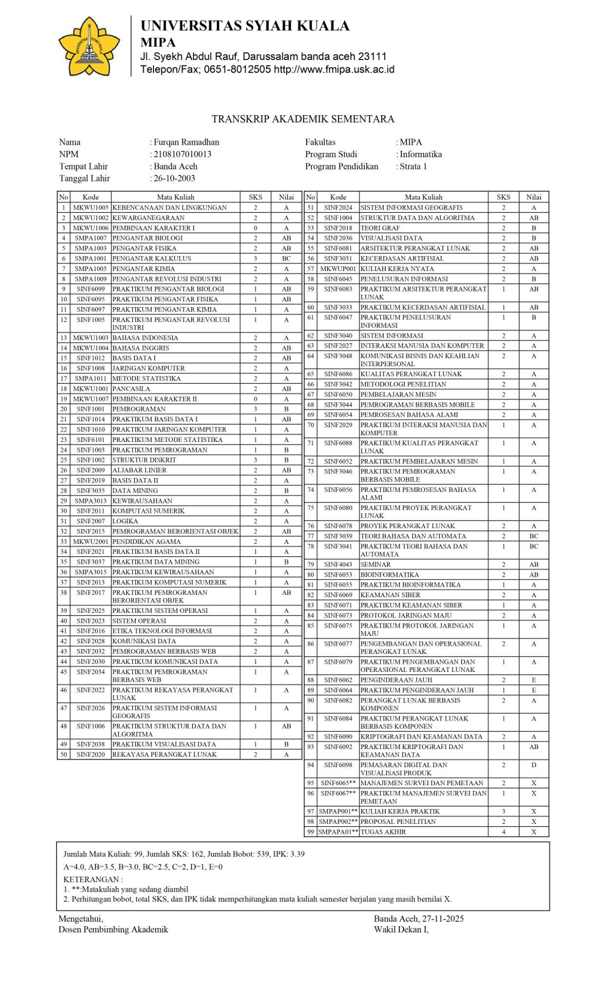 UNIVERSITAS SYIAH KUALA
UNIVERSITAS SYIAH KUALA
MIPA
Jl. Syekh Abdul Rauf, Darussalam banda aceh 23111
Telepon/Fax; 0651-8012505 http://www.fmipa.usk.ac.id
TRANSKRIP AKADEMIK SEMENTARA
Nama : Furqan Ramadhan
NPM : 2108107010013
Tempat Lahir : Banda Aceh
Tanggal Lahir : 26-10-2003
Fakultas : MIPA
Program Studi : Informatika
Program Pendidikan : Strata 1
No Kode Mata Kuliah SKS Nilai
1 MKWU1005 KEBENCANAAN DAN LINGKUNGAN 2 A
2 MKWU1002 KEWARGANEGARAAN 2 A
3 MKWU1006 PEMBINAAN KARAKTER I 0 A
4 SMPA1007 PENGANTAR BIOLOGI 2 AB
5 SMPA1003 PENGANTAR FISIKA 2 AB
6 SMPA1001 PENGANTAR KALKULUS 3 BC
7 SMPA1005 PENGANTAR KIMIA 2 A
8 SMPA1009 PENGANTAR REVOLUSI INDUSTRI 2 A
9 SINF6099 PRAKTIKUM PENGANTAR BIOLOGI 1 AB
10 SINF6095 PRAKTIKUM PENGANTAR FISIKA 1 AB
11 SINF6097 PRAKTIKUM PENGANTAR KIMIA 1 A
12 SINF1005 PRAKTIKUM PENGANTAR REVOLUSI 1 A
INDUSTRI
13 MKWU1003 BAHASA INDONESIA 2 A
14 MKWU1004 BAHASA INGGRIS 2 AB
15 SINF1012 BASIS DATA I 2 AB
16 SINF1008 JARINGAN KOMPUTER 2 A
17 SMPA1011 METODE STATISTIKA 2 A
18 MKWU1001 PANCASILA 2 AB
19 MKWU1007 PEMBINAAN KARAKTER II 0 A
20 SINF1001 PEMROGRAMAN 3 B
21 SINF1014 PRAKTIKUM BASIS DATA I 1 AB
22 SINF1010 PRAKTIKUM JARINGAN KOMPUTER 1 A
23 SINF6101 PRAKTIKUM METODE STATISTIKA 1 A
24 SINF1003 PRAKTIKUM PEMROGRAMAN 1 B
25 SINF1002 STRUKTUR DISKRIT 3 B
26 SINF2009 ALJABAR LINIER 2 AB
27 SINF2019 BASIS DATA II 2 A
28 SINF3035 DATA MINING 2 B
29 SMPA3013 KEWIRAUSAHAAN 2 A
30 SINF2011 KOMPUTASI NUMERIK 2 A
31 SINF2007 LOGIKA 2 A
32 SINF2015 PEMROGRAMAN BERORIENTASI OBJEK 2 AB
33 MKWU2001 PENDIDIKAN AGAMA 2 A
34 SINF2021 PRAKTIKUM BASIS DATA II 1 A
35 SINF3037 PRAKTIKUM DATA MINING 1 B
36 SMPA3015 PRAKTIKUM KEWIRAUSAHAAN 1 A
37 SINF2013 PRAKTIKUM KOMPUTASI NUMERIK 1 A
38 SINF2017 PRAKTIKUM PEMROGRAMAN 1 AB
BERORIENTASI OBJEK
39 SINF2025 PRAKTIKUM SISTEM OPERASI 1 A
40 SINF2023 SISTEM OPERASI 2 A
41 SINF2016 ETIKA TEKNOLOGI INFORMASI 2 A
42 SINF2028 KOMUNIKASI DATA 2 A
43 SINF2032 PEMROGRAMAN BERBASIS WEB 2 A
44 SINF2030 PRAKTIKUM KOMUNIKASI DATA 1 A
45 SINF2034 PRAKTIKUM PEMROGRAMAN 1 A
BERBASIS WEB
46 SINF2022 PRAKTIKUM REKAYASA PERANGKAT 1 A
LUNAK
47 SINF2026 PRAKTIKUM SISTEM INFORMASI 1 A
GEOGRAFIS
48 SINF1006 PRAKTIKUM STRUKTUR DATA DAN 1 AB
ALGORITMA
49 SINF2038 PRAKTIKUM VISUALISASI DATA 1 B
50 SINF2020 REKAYASA PERANGKAT LUNAK 2 A
No Kode Mata Kuliah SKS Nilai
51 SINF2024 SISTEM INFORMASI GEOGRAFIS 2 A
52 SINF1004 STRUKTUR DATA DAN ALGORITMA 2 AB
53 SINF2018 TEORI GRAF 2 B
54 SINF2036 VISUALISASI DATA 2 B
55 SINF6081 ARSITEKTUR PERANGKAT LUNAK 2 AB
56 SINF3031 KECERDASAN ARTIFISIAL 2 AB
57 MKWUP001 KULIAH KERJA NYATA 2 A
58 SINF6045 PENELUSURAN INFORMASI 2 B
59 SINF6083 PRAKTIKUM ARSITEKTUR PERANGKAT 1 AB
LUNAK
60 SINF3033 PRAKTIKUM KECERDASAN ARTIFISIAL 1 AB
61 SINF6047 PRAKTIKUM PENELUSURAN 1 B
INFORMASI
62 SINF3040 SISTEM INFORMASI 2 A
63 SINF2027 INTERAKSI MANUSIA DAN KOMPUTER 2 A
64 SINF3048 KOMUNIKASI BISNIS DAN KEAHLIAN 2 A
INTERPERSONAL
65 SINF6086 KUALITAS PERANGKAT LUNAK 2 A
66 SINF3042 METODOLOGI PENELITIAN 2 A
67 SINF6050 PEMBELAJARAN MESIN 2 A
68 SINF3044 PEMROGRAMAN BERBASIS MOBILE 2 A
69 SINF6054 PEMROSESAN BAHASA ALAMI 2 A
70 SINF2029 PRAKTIKUM INTERAKSI MANUSIA DAN 1 A
KOMPUTER
71 SINF6088 PRAKTIKUM KUALITAS PERANGKAT 1 A
LUNAK
72 SINF6052 PRAKTIKUM PEMBELAJARAN MESIN 1 A
73 SINF3046 PRAKTIKUM PEMROGRAMAN 1 A
BERBASIS MOBILE
74 SINF6056 PRAKTIKUM PEMROSESAN BAHASA 1 A
ALAMI
75 SINF6080 PRAKTIKUM PROYEK PERANGKAT 1 A
LUNAK
76 SINF6078 PROYEK PERANGKAT LUNAK 2 A
77 SINF3039 TEORI BAHASA DAN AUTOMATA 2 BC
78 SINF3041 PRAKTIKUM TEORI BAHASA DAN 1 BC
AUTOMATA
79 SINF4043 SEMINAR 2 AB
80 SINF6053 BIOINFORMATIKA 2 AB
81 SINF6055 PRAKTIKUM BIOINFORMATIKA 1 A
82 SINF6069 KEAMANAN SIBER 2 A
83 SINF6071 PRAKTIKUM KEAMANAN SIBER 1 A
84 SINF6073 PROTOKOL JARINGAN MAJU 2 A
85 SINF6075 PRAKTIKUM PROTOKOL JARINGAN 1 A
MAJU
86 SINF6077 PENGEMBANGAN DAN OPERASIONAL 2 A
PERANGKAT LUNAK
87 SINF6079 PRAKTIKUM PENGEMBANGAN DAN 1 A
OPERASIONAL PERANGKAT LUNAK
88 SINF6062 PENGINDERAAN JAUH 2 E
89 SINF6064 PRAKTIKUM PENGINDERAAN JAUH 1 E
90 SINF6082 PERANGKAT LUNAK BERBASIS 2 A
KOMPONEN
91 SINF6084 PRAKTIKUM PERANGKAT LUNAK 1 A
BERBASIS KOMPONEN
92 SINF6090 KRIPTOGRAFI DAN KEAMANAN DATA 2 A
93 SINF6092 PRAKTIKUM KRIPTOGRAFI DAN 1 AB
KEAMANAN DATA
94 SINF6098 PEMASARAN DIGITAL DAN 2 D
VISUALISASI PRODUK
95 SINF6065** MANAJEMEN SURVEI DAN PEMETAAN 2 X
96 SINF6067** PRAKTIKUM MANAJEMEN SURVEI DAN 1 X
PEMETAAN
97 SMPAP001** KULIAH KERJA PRAKTIK 3 X
98 SMPAP002** PROPOSAL PENELITIAN 2 X
99 SMPAPA01** TUGAS AKHIR 4 X
Jumlah Mata Kuliah: 99, Jumlah SKS: 162, Jumlah Bobot: 539, IPK: 3.39
A=4.0, AB=3.5, B=3.0, BC=2.5, C=2, D=1, E=0
KETERANGAN :
1. **:Matakuliah yang sedang diambil
2. Perhitungan bobot, total SKS, dan IPK tidak memperhitungkan mata kuliah semester berjalan yang masih bernilai X.
Mengetahui,
Dosen Pembimbing Akademik
Banda Aceh, 27-11-2025
Wakil Dekan I,